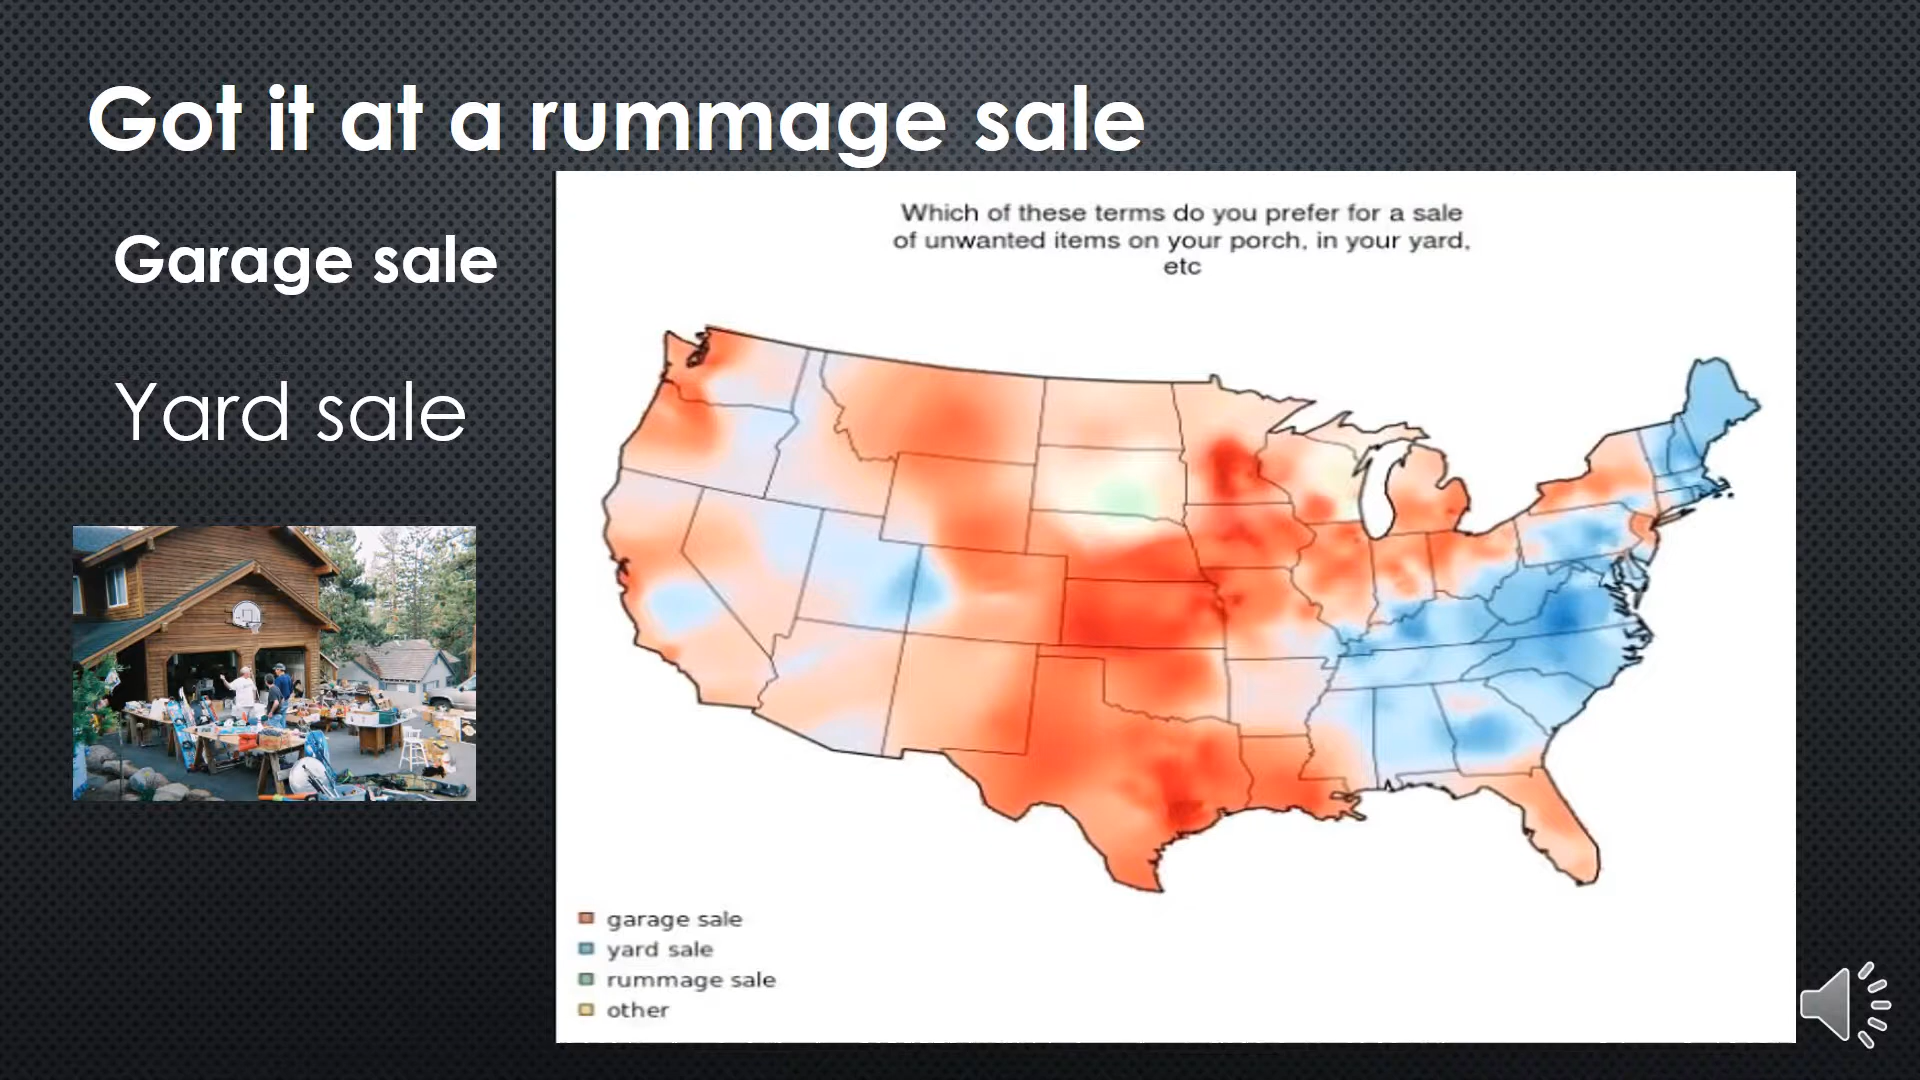 Got it at a rummage sale
Garage sale
Yard sale
Which of these terms do you prefer for a sale
of unwanted items on your porch, in your yard,
etc
garage sale
yard sale
rummage sale
other